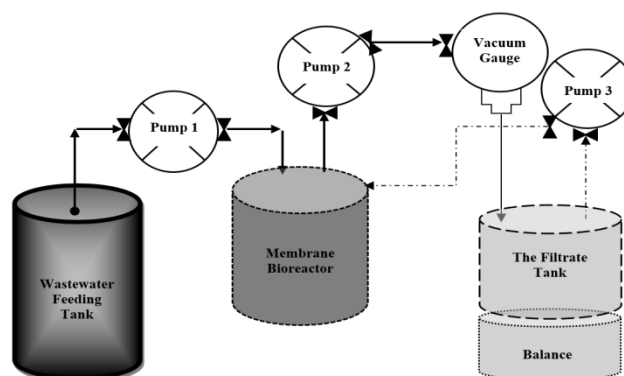 Pump 1
Pump 2
Vacuum
Gauge
Pump 3
Wastewater
Feeding
Tank
Membrane
Bioreactor
The Filtrate
Tank
Balance